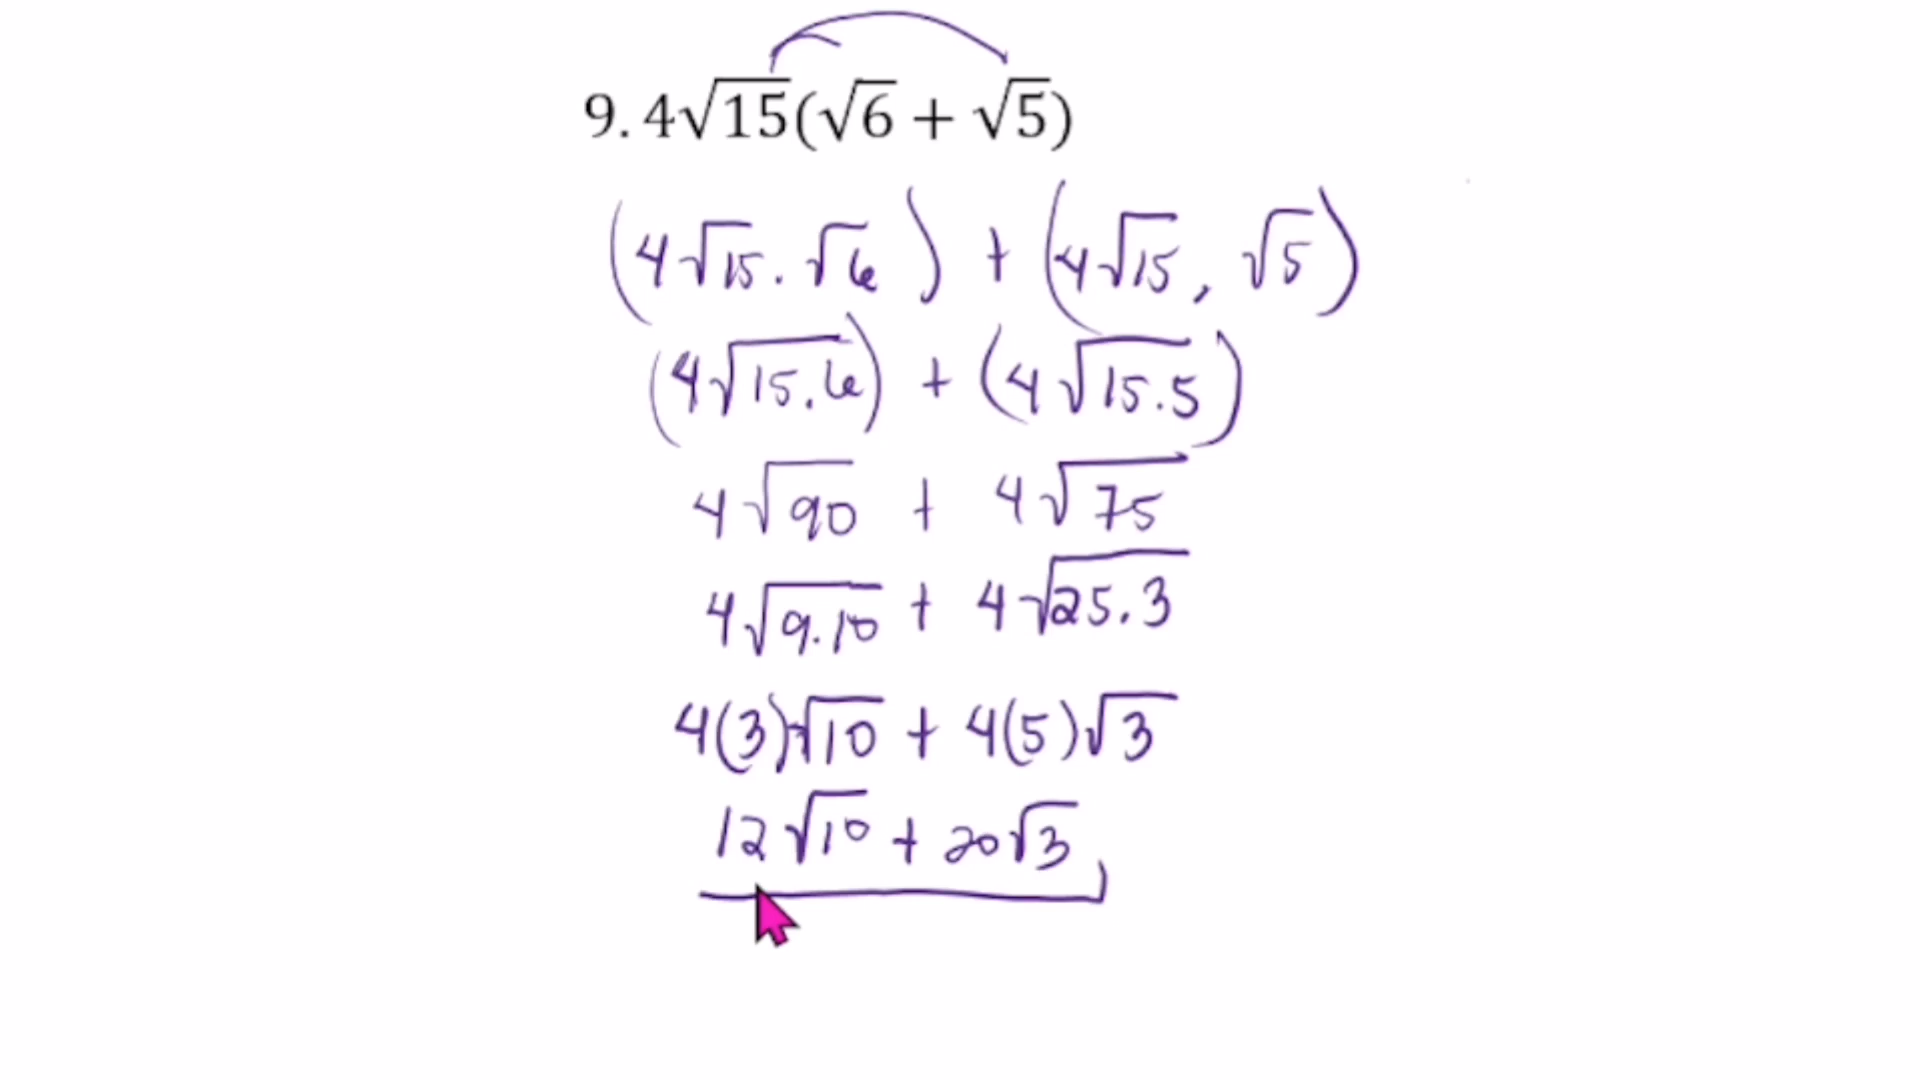 9. 4√15(√6 + √5)
(4√15 . √6) + (4√15 , √5)
(4√15.6) + (4√15.5)
4√90 + 4√75
4√9.10 + 4√25.3
4(3)√10 + 4(5)√3
12√10 + 20√3